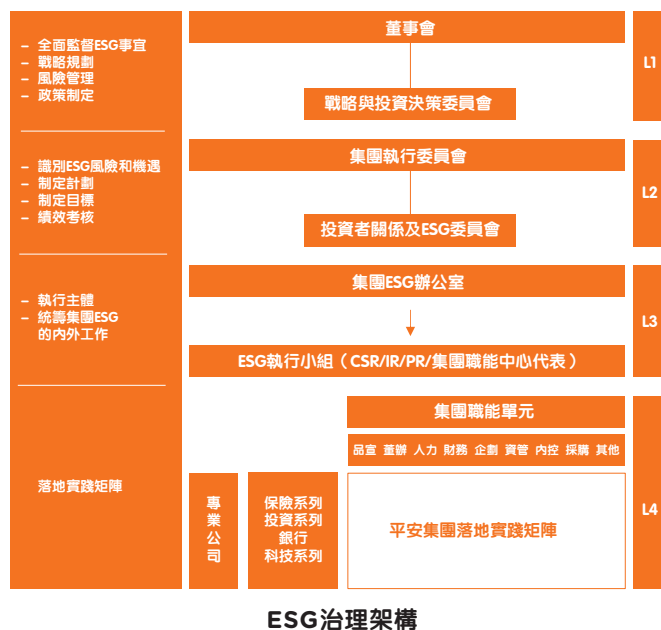 – 全面監督ESG事宜
– 戰略規劃
– 風險管理
– 政策制定
董事會
戰略與投資決策委員會
L1
– 識別ESG風險和機遇
– 制定計劃
– 制定目標
– 績效考核
集團執行委員會
投資者關係及ESG委員會
L2
– 執行主體
– 統籌集團ESG
的內外工作
集團ESG辦公室
ESG執行小組（CSR/IR/PR/集團職能中心代表）
L3
落地實踐矩陣
集團職能單元
品宣 董辦 人力 財務 企劃 資管 內控 採購 其他
專
業
公
司
保險系列
投資系列
銀行
科技系列
平安集團落地實踐矩陣
L4
ESG治理架構